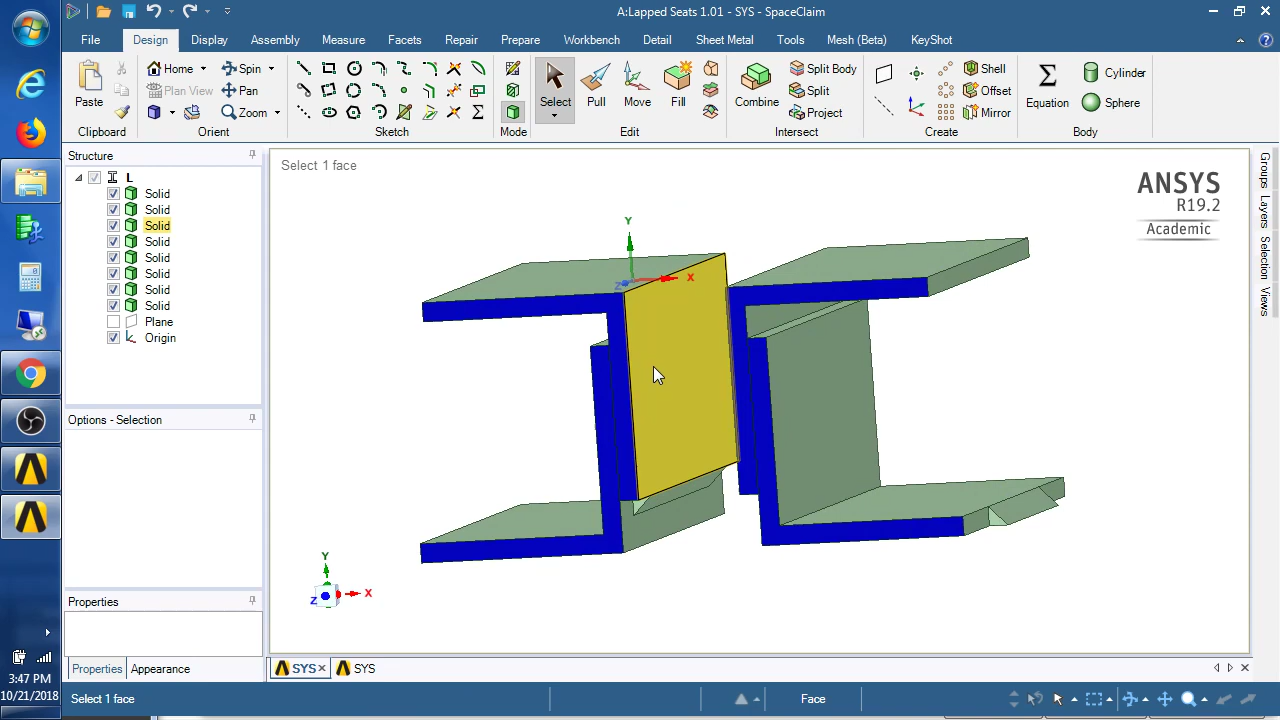 A:Lapped Seats 1.01 - SYS - SpaceClaim
File Design Display Assembly Measure Facets Repair Prepare Workbench Detail Sheet Metal Tools Mesh (Beta) KeyShot
Paste
Clipboard
Home Spin
Plan View Pan
Zoom
Orient
Sketch
Mode
Select Pull Move Fill
Edit
Combine
Split Body
Split
Project
Intersect
Shell
Offset
Mirror
Create
Equation
Cylinder
Sphere
Body
Structure
L
Solid
Solid
Solid
Solid
Solid
Solid
Solid
Solid
Plane
Origin
Options - Selection
Properties
Properties Appearance
Select 1 face
ANSYS
R19.2
Academic
Y
X
Z
Y
X
Z
Groups
Layers
Selection
Views
SYS
SYS
Select 1 face
Face
3:47 PM
10/21/2018